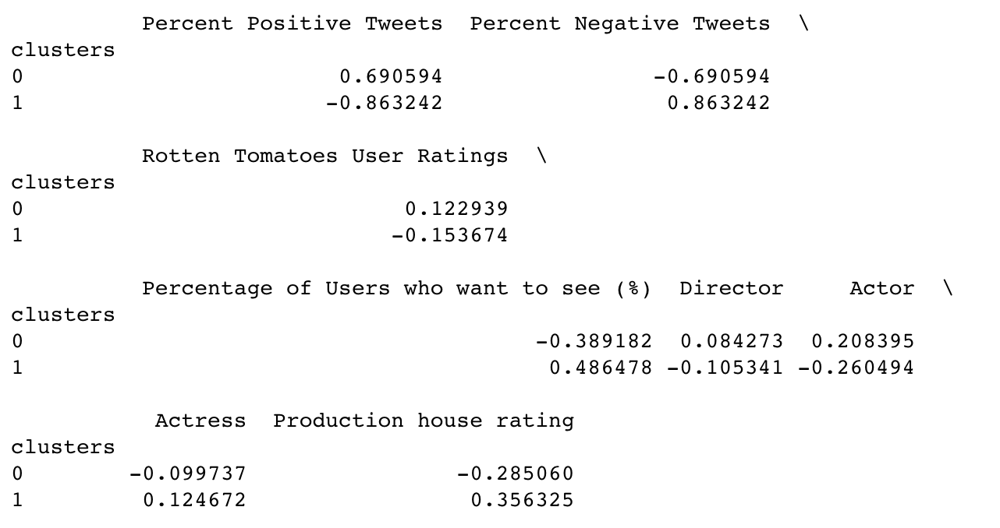 Percent Positive Tweets  Percent Negative Tweets  \
clusters
0                 0.690594                -0.690594
1                -0.863242                 0.863242
Rotten Tomatoes User Ratings  \
clusters
0                 0.122939
1                -0.153674
Percentage of Users who want to see (%)  Director     Actor  \
clusters
0                 -0.389182  0.084273  0.208395
1                  0.486478 -0.105341 -0.260494
Actress  Production house rating
clusters
0        -0.099737                -0.285060
1         0.124672                 0.356325